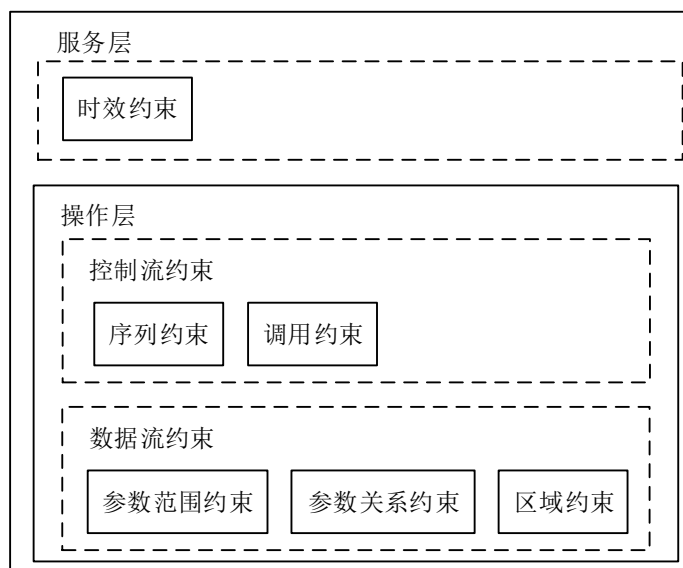 服务层
时效约束
操作层
控制流约束
序列约束 调用约束
数据流约束
参数范围约束 参数关系约束 区域约束